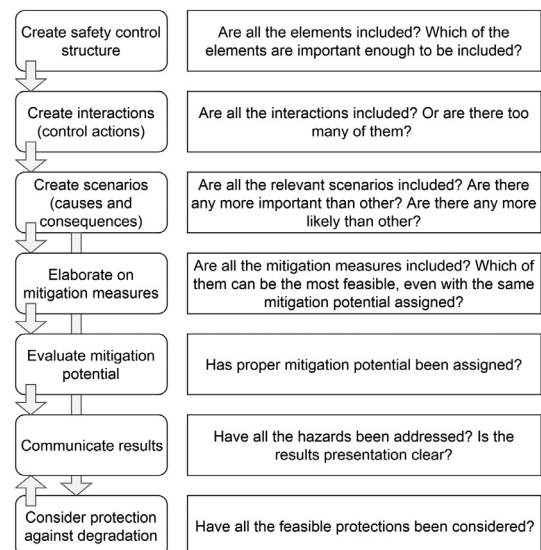 Create safety control
structure
Are all the elements included? Which of the
elements are important enough to be included?
Create interactions
(control actions)
Are all the interactions included? Or are there too
many of them?
Create scenarios
(causes and
consequences)
Are all the relevant scenarios included? Are there
any more important than other? Are there any more
likely than other?
Elaborate on
mitigation measures
Are all the mitigation measures included? Which of
them can be the most feasible, even with the same
mitigation potential assigned?
Evaluate mitigation
potential
Has proper mitigation potential been assigned?
Communicate results
Have all the hazards been addressed? Is the
results presentation clear?
Consider protection
against degradation
Have all the feasible protections been considered?